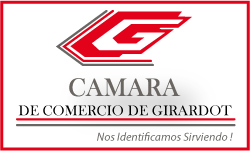 CAMARA
DE COMERCIO DE GIRARDOT
Nos Identificamos Sirviendo !